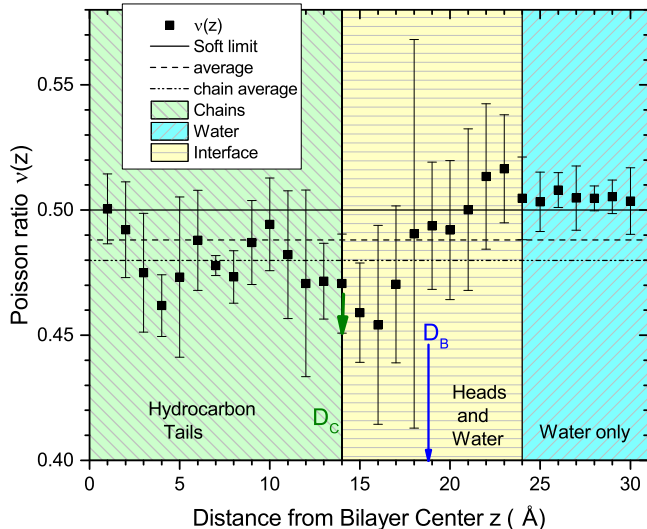 ν(z)
Soft limit
average
chain average
Chains
Water
Interface
Poisson ratio ν(z)
0.55
0.50
0.45
0.40
D_B
D_C
Hydrocarbon
Tails
Heads
and
Water
Water only
0 5 10 15 20 25 30
Distance from Bilayer Center z ( Å)